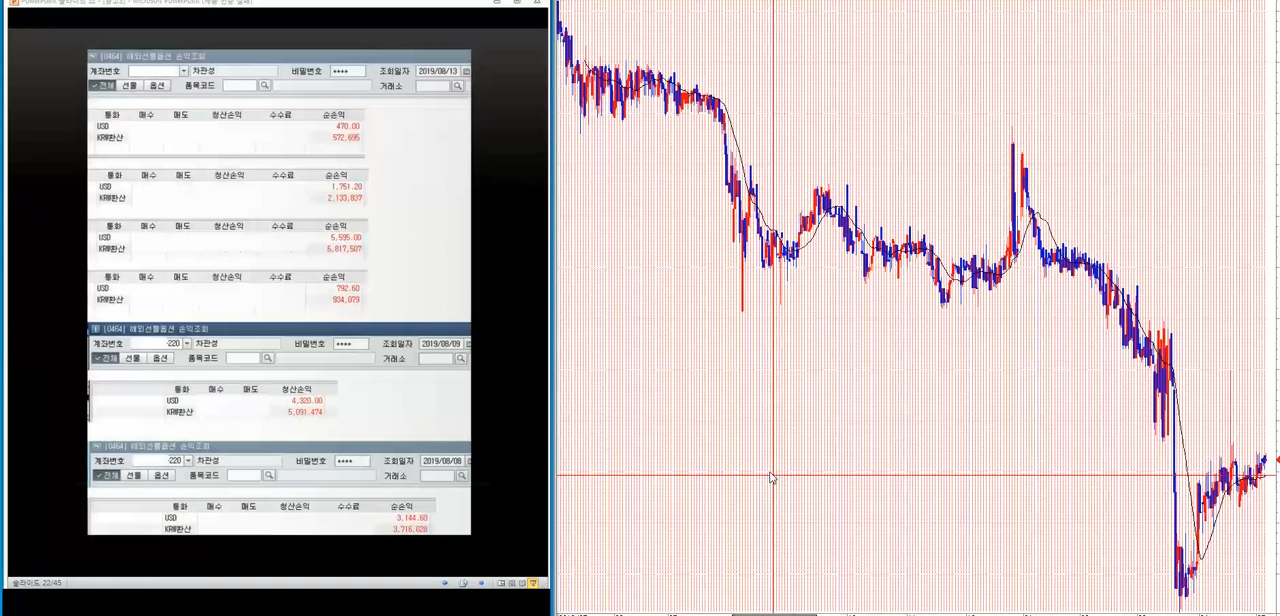 [0464] 해외선물옵션 손익조회
계좌번호 차관성 비밀번호 **** 조회일자 2019/08/13
전체 선물 옵션 품목코드 거래소
통화 매수 매도 청산손익 수수료 순손익
USD 470.00
KRW환산 572,695
통화 매수 매도 청산손익 수수료 순손익
USD 1,751.20
KRW환산 2,133,837
통화 매수 매도 청산손익 수수료 순손익
USD 5,595.00
KRW환산 6,817,507
통화 매수 매도 청산손익 수수료 순손익
USD 792.60
KRW환산 934,079
[0464] 해외선물옵션 손익조회
계좌번호 -220 차관성 비밀번호 **** 조회일자 2019/08/09
전체 선물 옵션 품목코드 거래소
통화 매수 매도 청산손익
USD 4,320.00
KRW환산 5,091,474
[0464] 해외선물옵션 손익조회
계좌번호 -220 차관성 비밀번호 **** 조회일자 2019/08/08
전체 선물 옵션 품목코드 거래소
통화 매수 매도 청산손익 수수료 순손익
USD 3,144.60
KRW환산 3,716,028
슬라이드 22/45